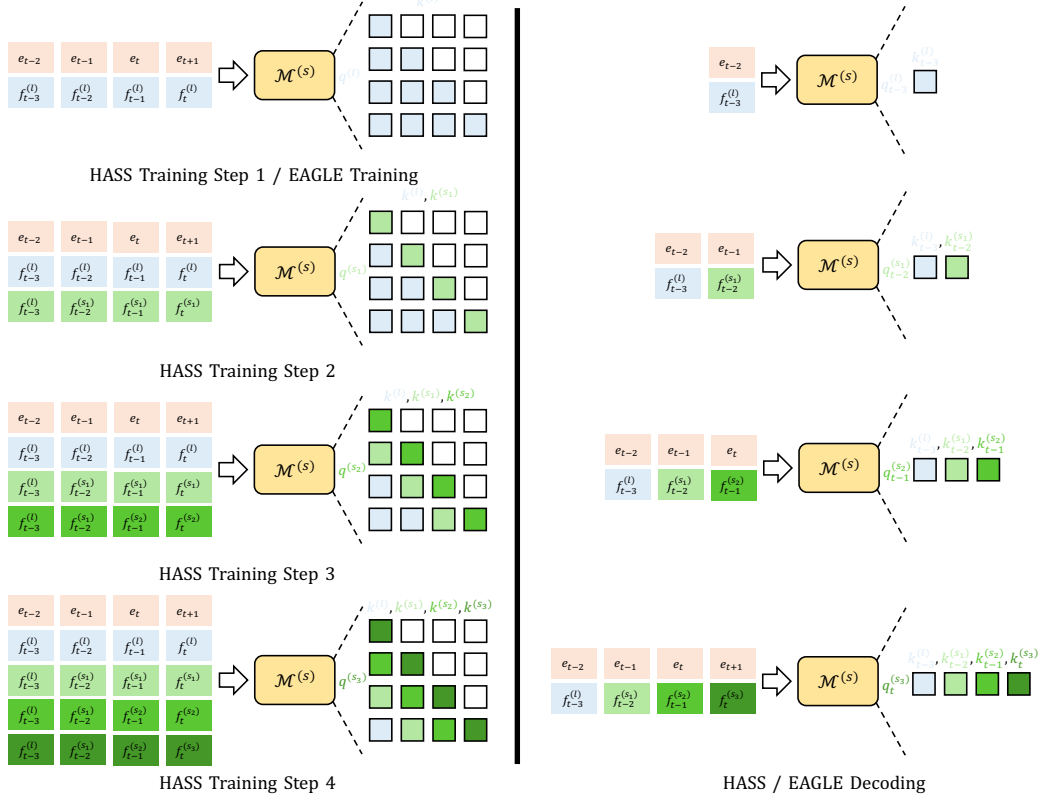 k^{(l)}
e_{t-2} e_{t-1} e_t e_{t+1}
f_{t-3}^{(l)} f_{t-2}^{(l)} f_{t-1}^{(l)} f_t^{(l)}
M^{(s)}
q^{(l)}
HASS Training Step 1 / EAGLE Training
k^{(l)}, k^{(s_1)}
e_{t-2} e_{t-1} e_t e_{t+1}
f_{t-3}^{(l)} f_{t-2}^{(l)} f_{t-1}^{(l)} f_t^{(l)}
f_{t-3}^{(l)} f_{t-2}^{(s_1)} f_{t-1}^{(s_1)} f_t^{(s_1)}
M^{(s)}
q^{(s_1)}
HASS Training Step 2
k^{(l)}, k^{(s_1)}, k^{(s_2)}
e_{t-2} e_{t-1} e_t e_{t+1}
f_{t-3}^{(l)} f_{t-2}^{(l)} f_{t-1}^{(l)} f_t^{(l)}
f_{t-3}^{(l)} f_{t-2}^{(s_1)} f_{t-1}^{(s_1)} f_t^{(s_1)}
f_{t-3}^{(l)} f_{t-2}^{(s_1)} f_{t-1}^{(s_2)} f_t^{(s_2)}
M^{(s)}
q^{(s_2)}
HASS Training Step 3
k^{(l)}, k^{(s_1)}, k^{(s_2)}, k^{(s_3)}
e_{t-2} e_{t-1} e_t e_{t+1}
f_{t-3}^{(l)} f_{t-2}^{(l)} f_{t-1}^{(l)} f_t^{(l)}
f_{t-3}^{(l)} f_{t-2}^{(s_1)} f_{t-1}^{(s_1)} f_t^{(s_1)}
f_{t-3}^{(l)} f_{t-2}^{(s_1)} f_{t-1}^{(s_2)} f_t^{(s_2)}
f_{t-3}^{(l)} f_{t-2}^{(s_1)} f_{t-1}^{(s_2)} f_t^{(s_3)}
M^{(s)}
q^{(s_3)}
HASS Training Step 4
e_{t-2}
f_{t-3}^{(l)}
M^{(s)}
q_{t-3}^{(l)}
k_{t-3}^{(l)}
e_{t-2} e_{t-1}
f_{t-3}^{(l)} f_{t-2}^{(s_1)}
M^{(s)}
q_{t-2}^{(s_1)}
k_{t-3}^{(l)}, k_{t-2}^{(s_1)}
e_{t-2} e_{t-1} e_t
f_{t-3}^{(l)} f_{t-2}^{(s_1)} f_{t-1}^{(s_2)}
M^{(s)}
q_{t-1}^{(s_2)}
k_{t-3}^{(l)}, k_{t-2}^{(s_1)}, k_{t-1}^{(s_2)}
e_{t-2} e_{t-1} e_t e_{t+1}
f_{t-3}^{(l)} f_{t-2}^{(s_1)} f_{t-1}^{(s_2)} f_t^{(s_3)}
M^{(s)}
q_t^{(s_3)}
k_{t-3}^{(l)}, k_{t-2}^{(s_1)}, k_{t-1}^{(s_2)}, k_t^{(s_3)}
HASS / EAGLE Decoding